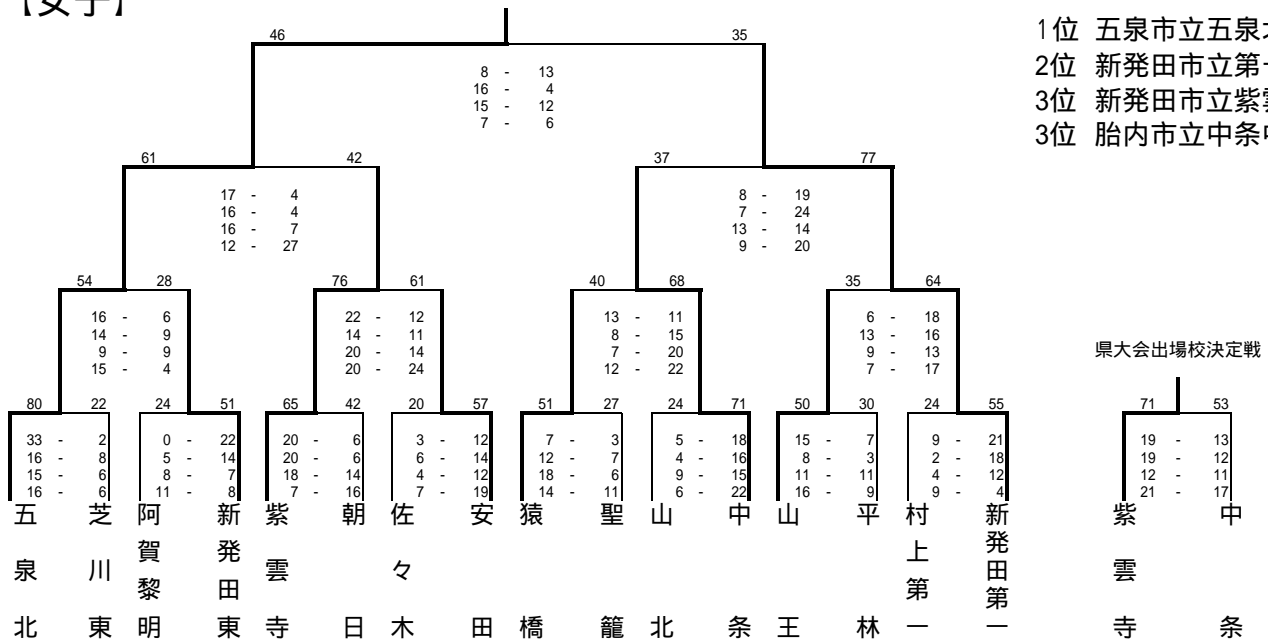 【女子】
1位 五泉市立五泉
2位 新発田市立第
3位 新発田市立紫雲
3位 胎内市立中条
46 35
8 - 13
16 - 4
15 - 12
7 - 6
61 42 37 77
17 - 4 8 - 19
16 - 4 7 - 24
16 - 7 13 - 14
12 - 27 9 - 20
54 28 76 61 40 68 35 64
16 - 6 22 - 12 13 - 11 6 - 18
14 - 9 14 - 11 8 - 15 13 - 16
9 - 9 20 - 14 7 - 20 9 - 13
15 - 4 20 - 24 12 - 22 7 - 17
県大会出場校決定戦
80 22 24 51 65 42 20 57 51 27 24 71 50 30 24 55 71 53
33 - 2 0 - 22 20 - 6 3 - 12 7 - 3 5 - 18 15 - 7 9 - 21 19 - 13
16 - 8 5 - 14 20 - 6 6 - 14 12 - 7 4 - 16 8 - 3 2 - 18 19 - 12
15 - 6 8 - 7 18 - 14 4 - 12 18 - 6 9 - 15 11 - 11 4 - 12 12 - 11
16 - 6 11 - 8 7 - 16 7 - 19 14 - 11 6 - 22 16 - 9 9 - 4 21 - 17
五泉北
芝川東
阿賀黎明
新発田東
紫雲寺
朝日
佐々木
安田
猿橋
聖籠
山北
中条
山王
平林
村上第一
新発田第一
紫雲寺
中条